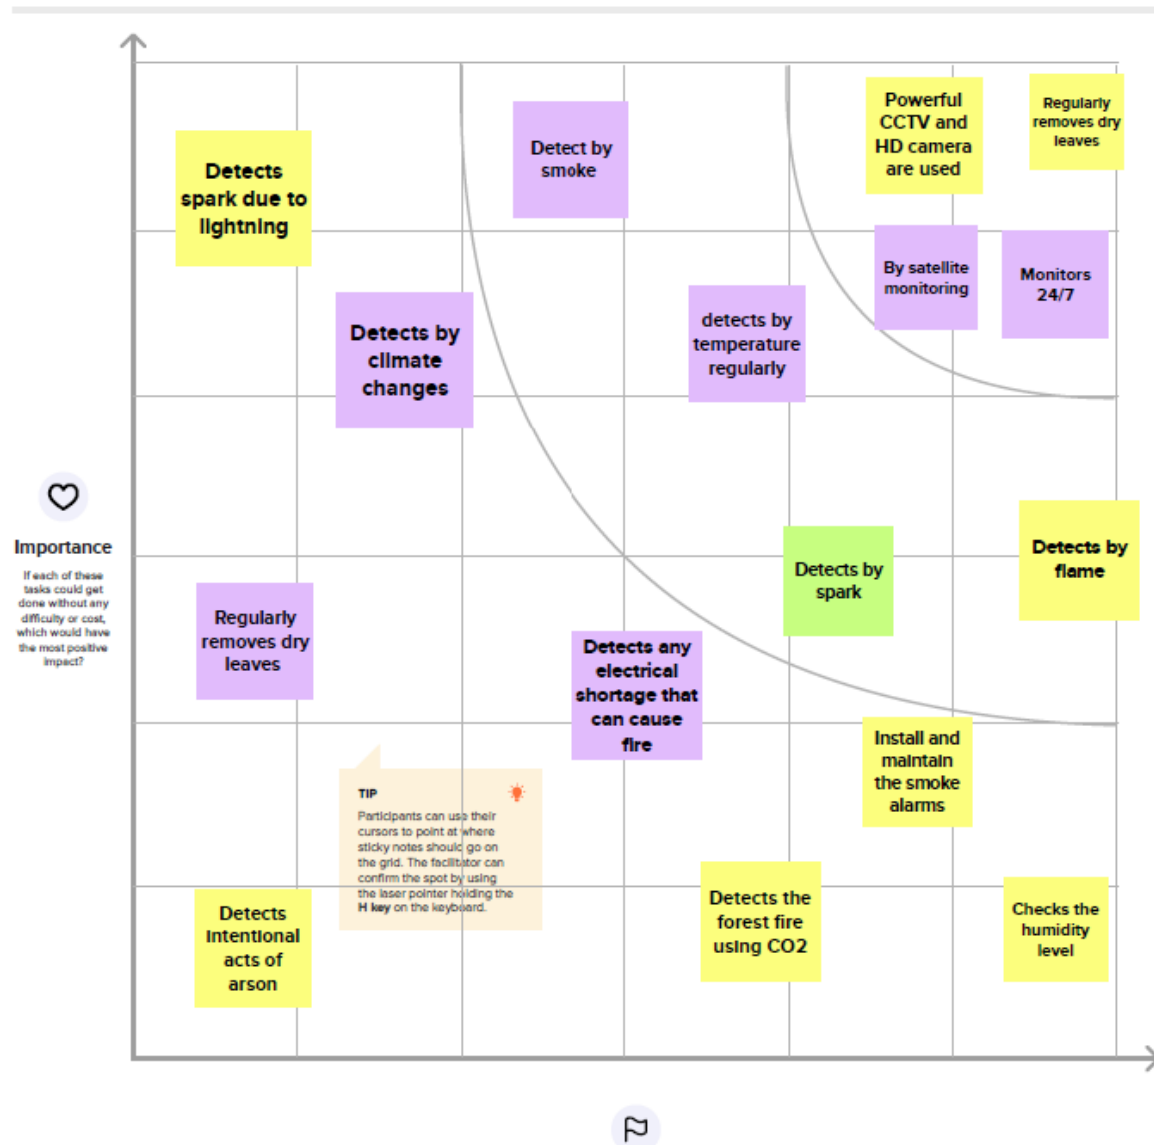 Detects
spark due to
lightning
Detect by
smoke
Powerful
CCTV and
HD camera
are used
Regularly
removes dry
leaves
By satellite
monitoring
Monitors
24/7
Detects by
climate
changes
detects by
temperature
regularly
Importance
If each of these
tasks could get
done without any
difficulty or cost,
which would have
the most positive
impact?
Detects by
flame
Detects by
spark
Regularly
removes dry
leaves
Detects any
electrical
shortage that
can cause
fire
Install and
maintain
the smoke
alarms
TIP
Participants can use their
cursors to point at where
sticky notes should go on
the grid. The facilitator can
confirm the spot by using
the laser pointer holding the
H key on the keyboard.
Detects
intentional
acts of
arson
Detects the
forest fire
using CO2
Checks the
humidity
level